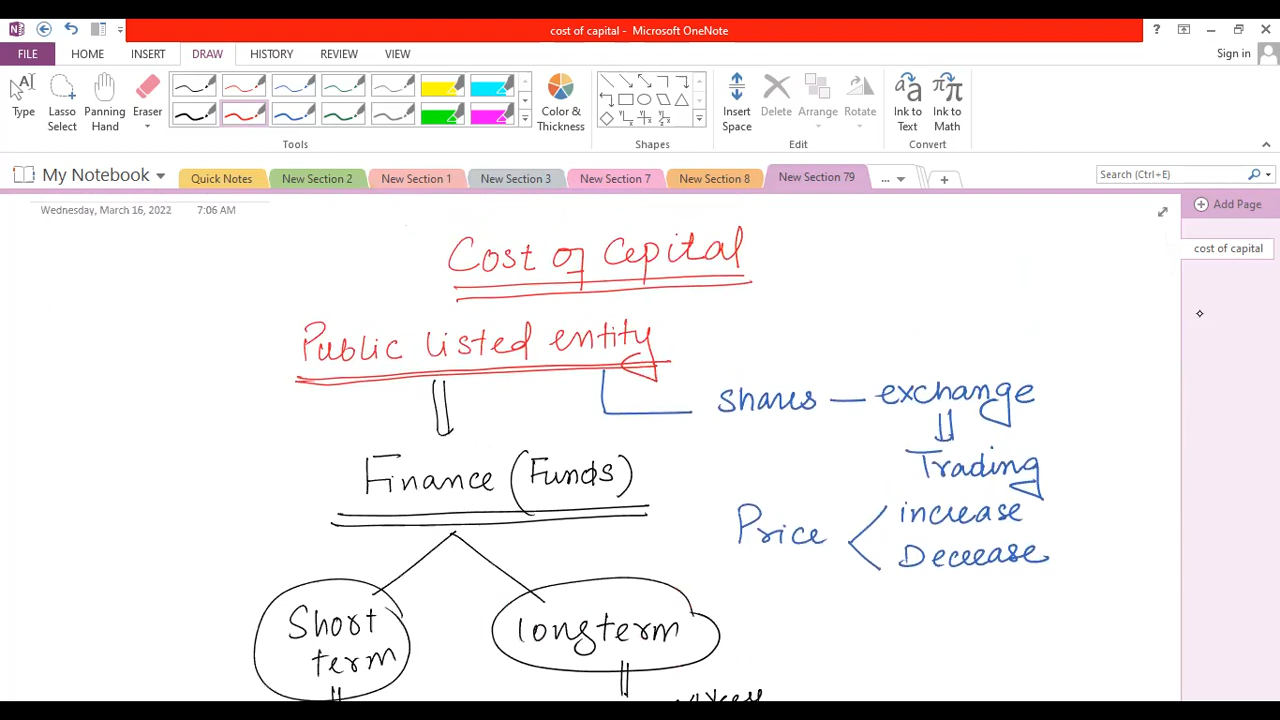 cost of capital - Microsoft OneNote
Sign in
FILE HOME INSERT DRAW HISTORY REVIEW VIEW
Type
Lasso Select
Panning Hand
Eraser
Color & Thickness
Insert Space
Delete
Arrange
Rotate
Ink to Text
Ink to Math
Tools
Shapes
Edit
Convert
My Notebook
Quick Notes
New Section 2
New Section 1
New Section 3
New Section 7
New Section 8
New Section 79
...
Search (Ctrl+E)
Wednesday, March 16, 2022 7:06 AM
Add Page
cost of capital
Cost of Cepital
Public listed entity
shares — exchange
Trading
Finance (Funds)
Price
increase
Decrease
Short term
longterm